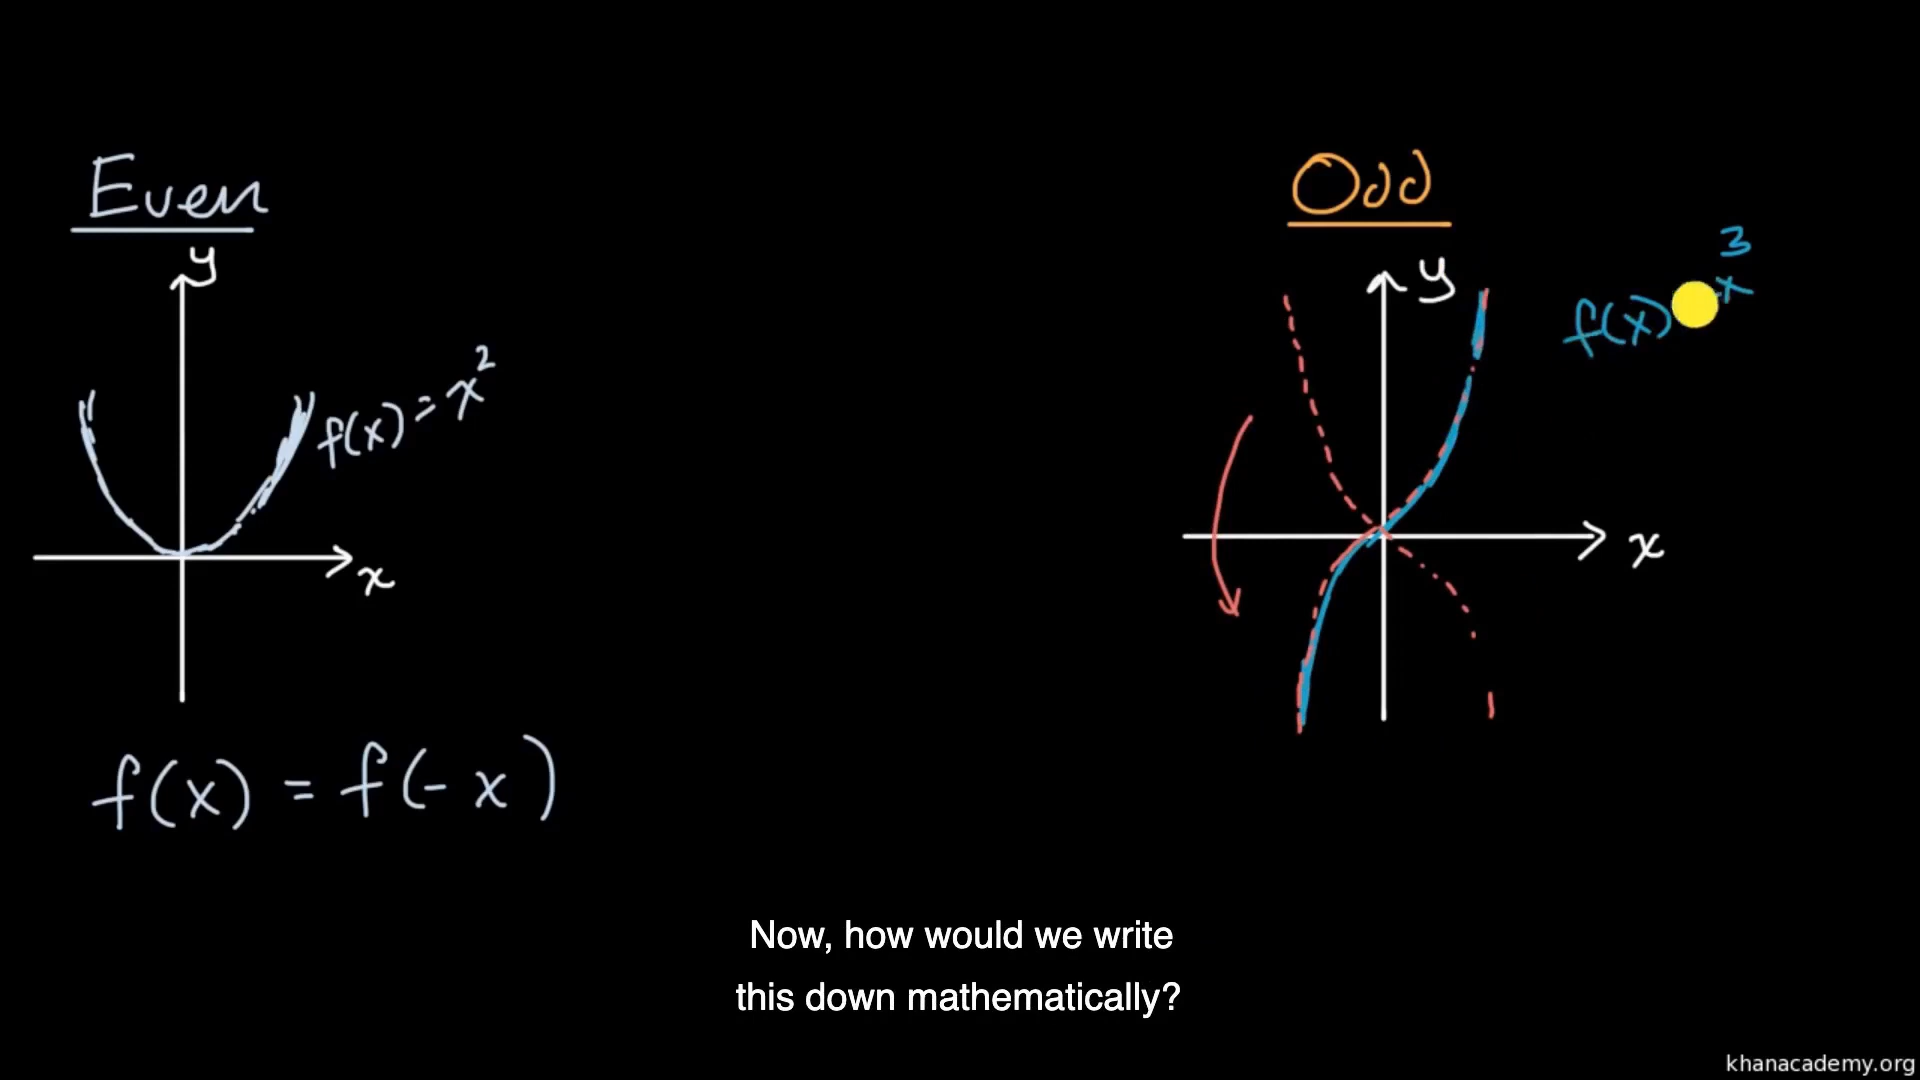 Even
y
f(x) = x²
x
f(x) = f(-x)
Odd
y
f(x) x³
x
Now, how would we write
this down mathematically?
khanacademy.org